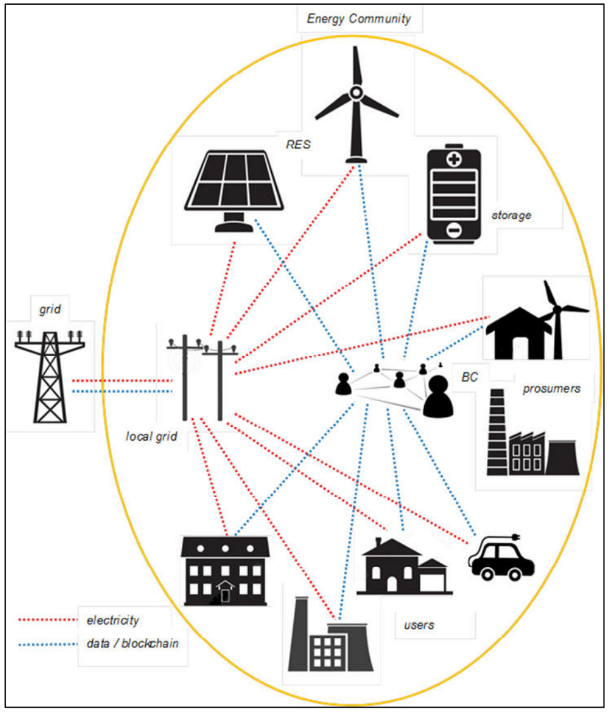 Energy Community
RES
storage
grid
BC
prosumers
local grid
users
electricity
data / blockchain